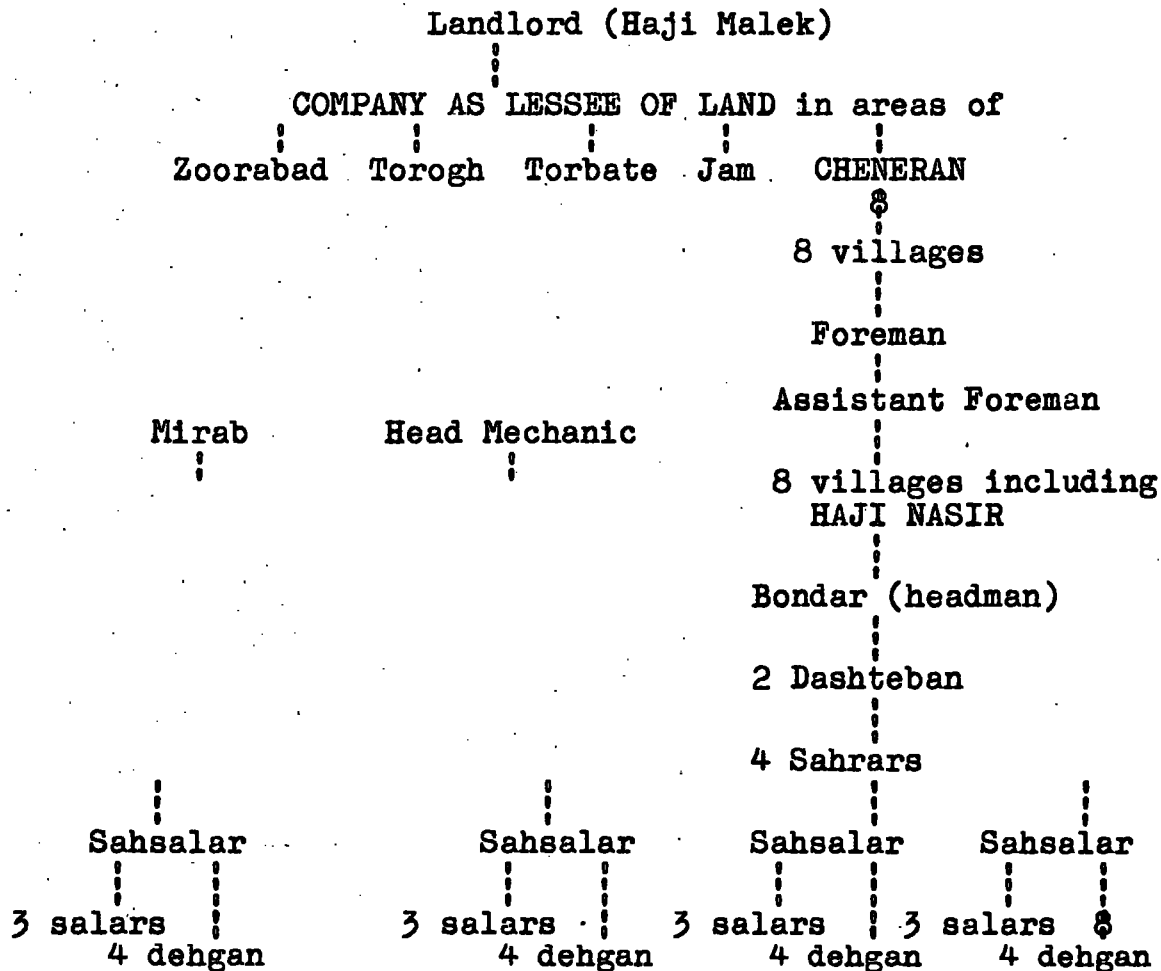 Landlord (Haji Malek)
COMPANY AS LESSEE OF LAND in areas of
Zoorabad Torogh Torbate Jam CHENERAN
8 villages
Foreman
Assistant Foreman
Mirab Head Mechanic
8 villages including
HAJI NASIR
Bondar (headman)
2 Dashteban
4 Sahrars
Sahsalar Sahsalar Sahsalar Sahsalar
3 salars 3 salars 3 salars 3 salars
4 dehgan 4 dehgan 4 dehgan 4 dehgan